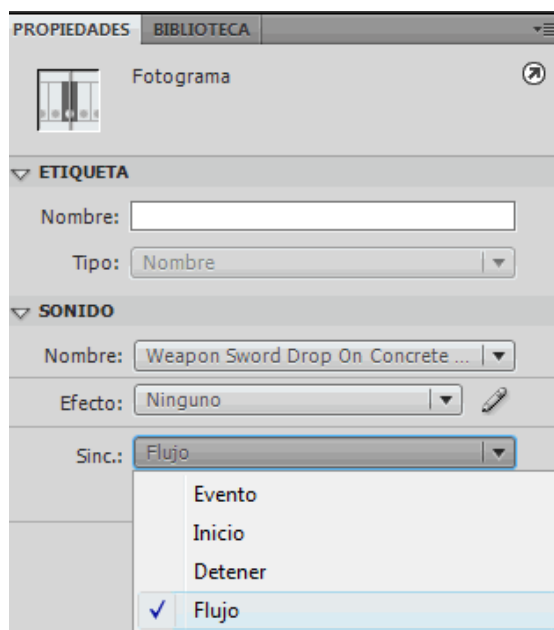 PROPIEDADES BIBLIOTECA
Fotograma
ETIQUETA
Nombre:
Tipo: Nombre
SONIDO
Nombre: Weapon Sword Drop On Concrete ...
Efecto: Ninguno
Sinc.: Flujo
Evento
Inicio
Detener
Flujo